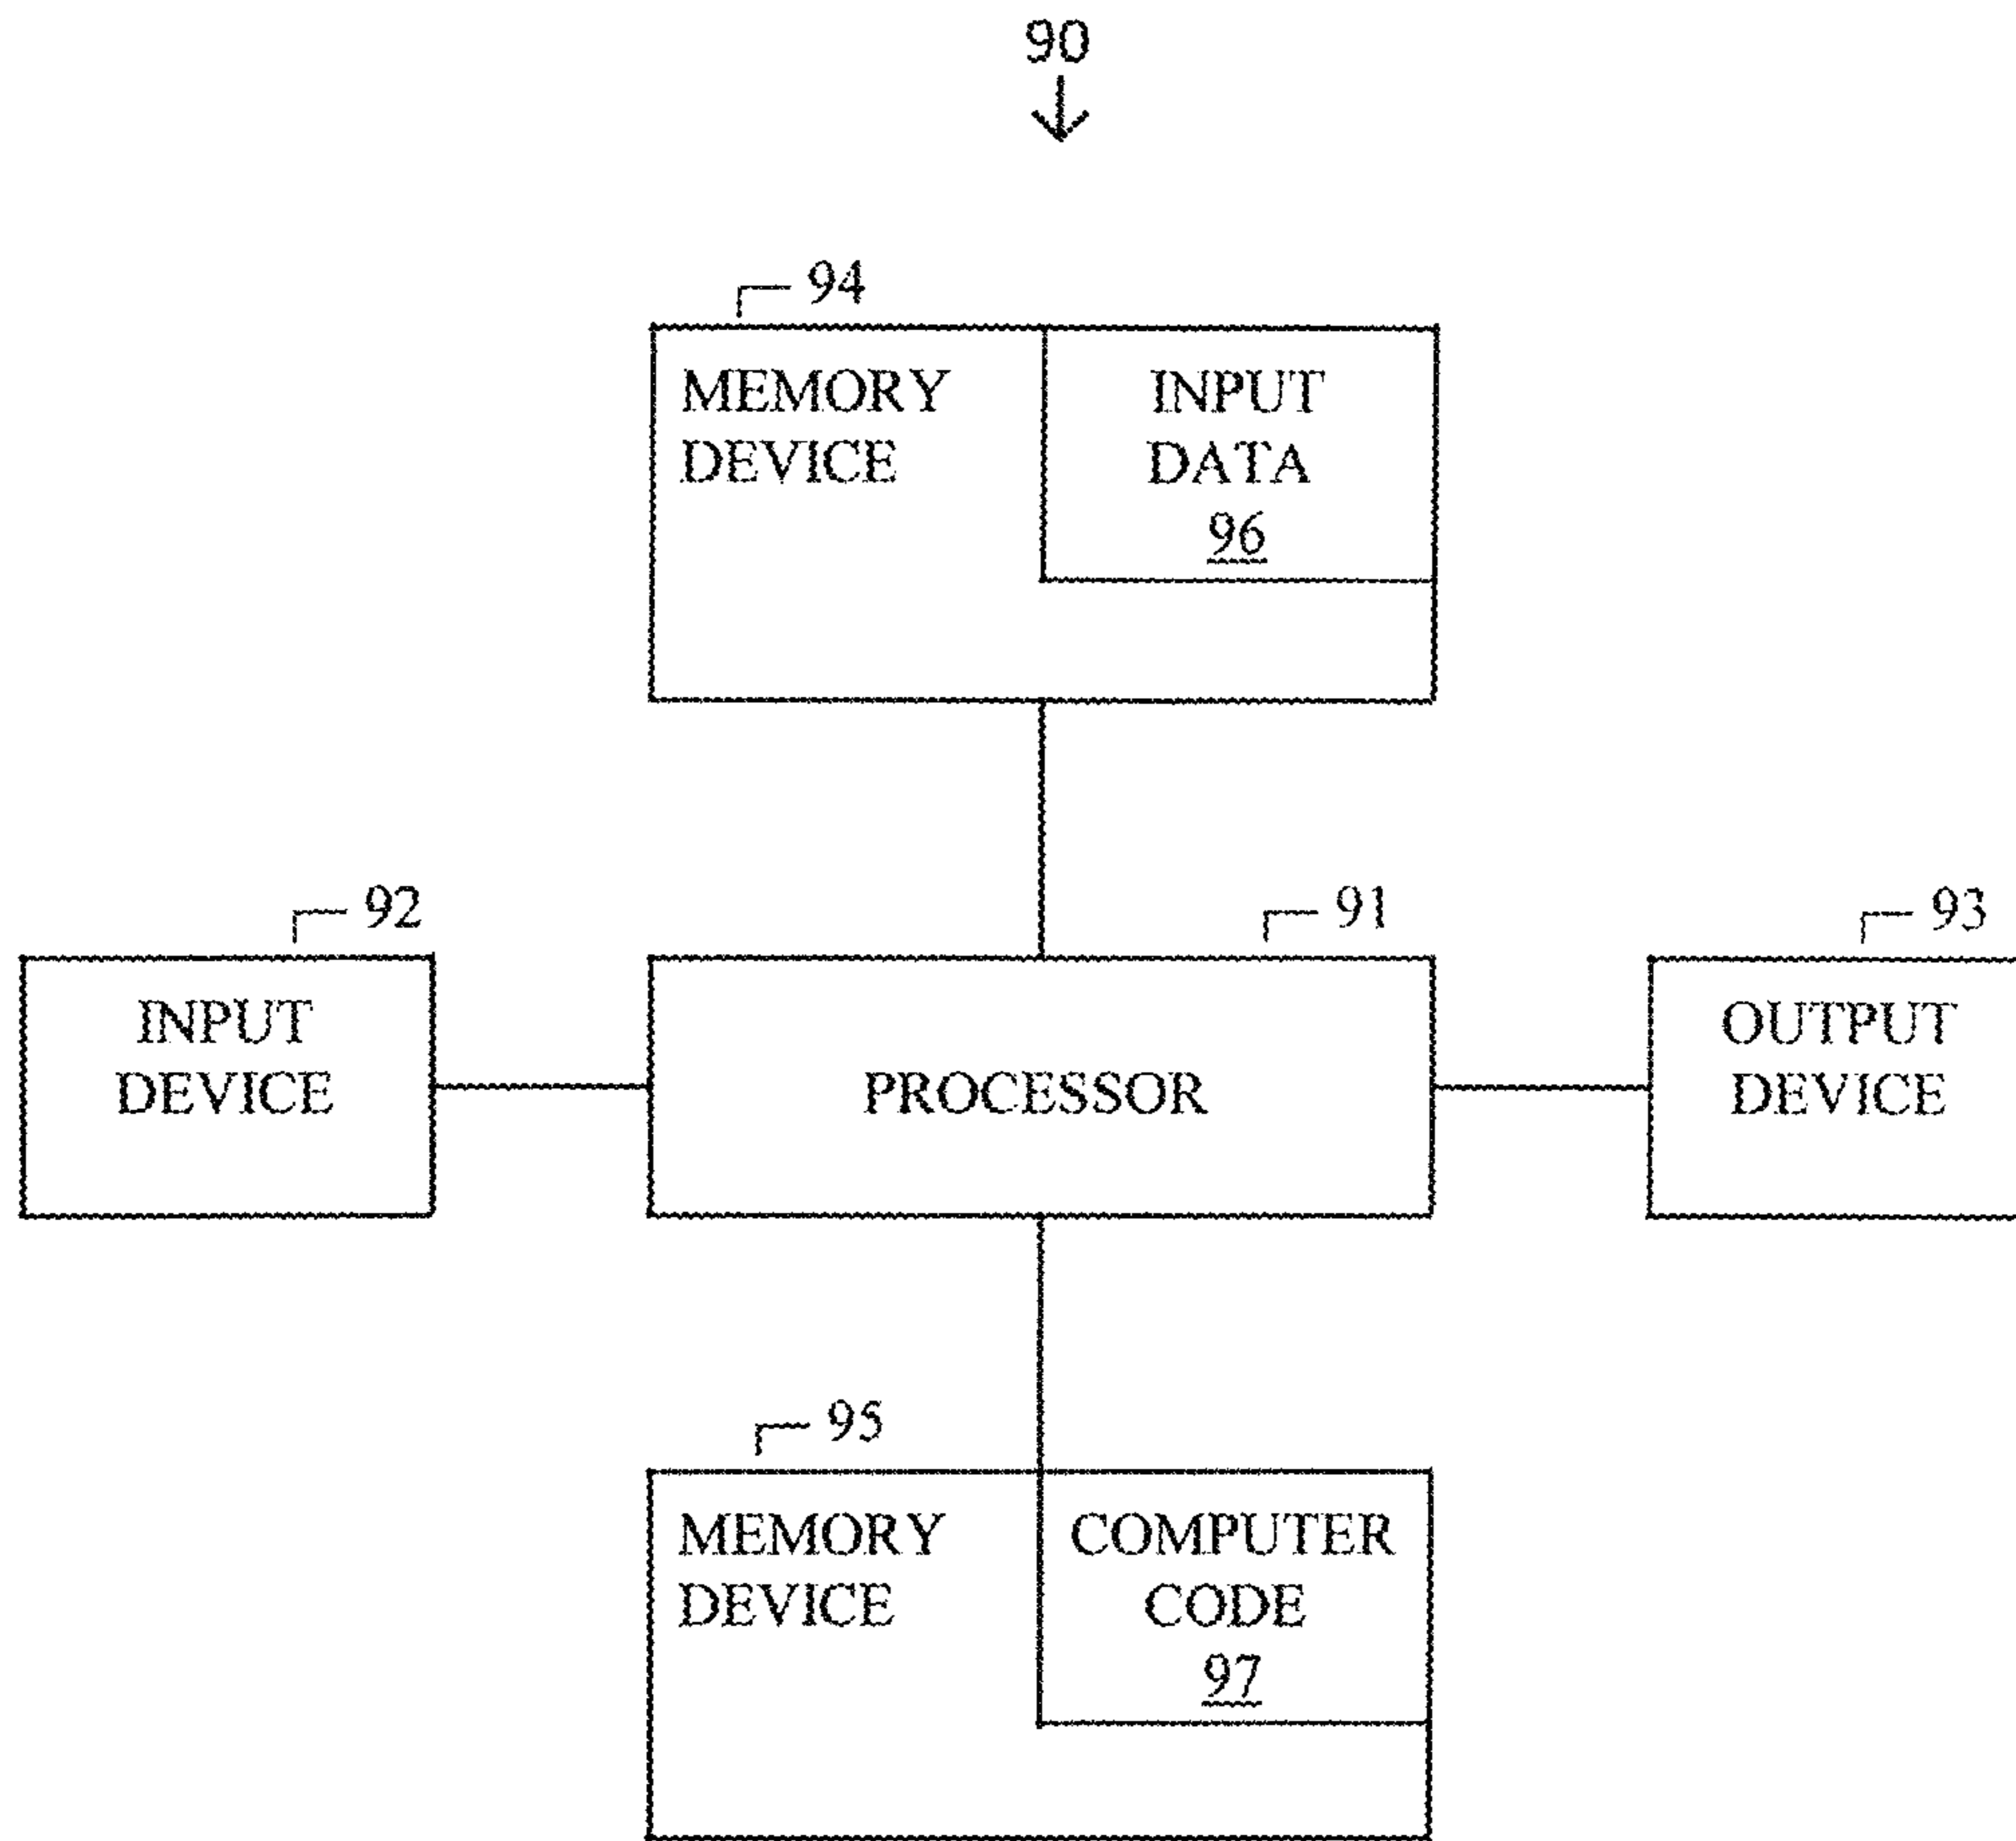 90
94
MEMORY
DEVICE
INPUT
DATA
96
92
INPUT
DEVICE
91
PROCESSOR
93
OUTPUT
DEVICE
95
MEMORY
DEVICE
COMPUTER
CODE
97